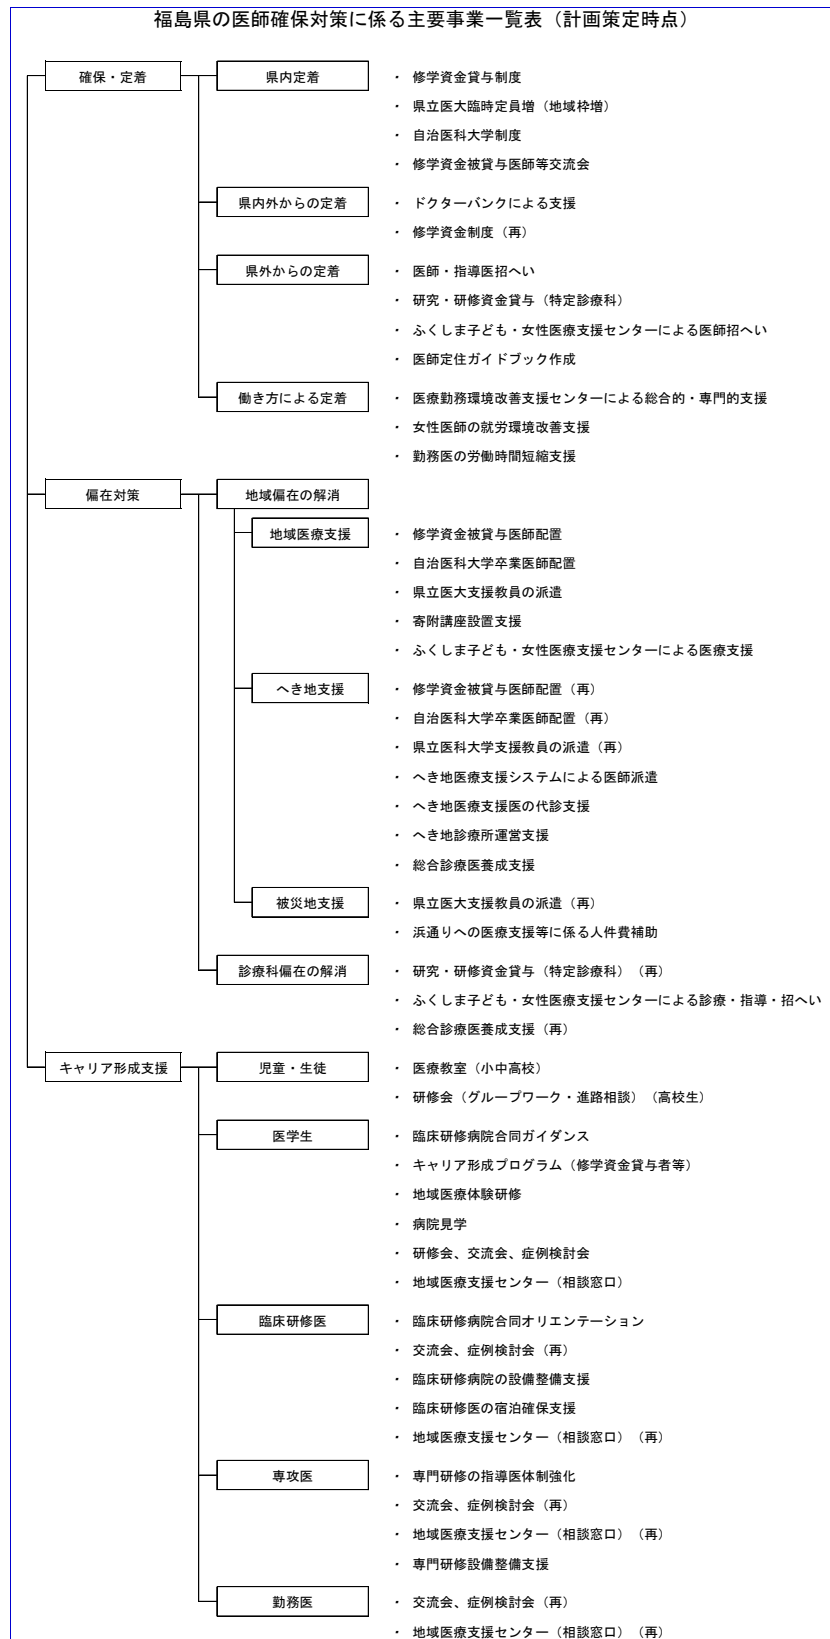 福島県の医師確保対策に係る主要事業一覧表（計画策定時点）
確保・定着
県内定着
・ 修学資金貸与制度
・ 県立医大臨時定員増（地域枠増）
・ 自治医科大学制度
・ 修学資金被貸与医師等交流会
県内外からの定着
・ ドクターバンクによる支援
・ 修学資金制度（再）
県外からの定着
・ 医師・指導医招へい
・ 研究・研修資金貸与（特定診療科）
・ ふくしま子ども・女性医療支援センターによる医師招へい
・ 医師定住ガイドブック作成
働き方による定着
・ 医療勤務環境改善支援センターによる総合的・専門的支援
・ 女性医師の就労環境改善支援
・ 勤務医の労働時間短縮支援
偏在対策
地域偏在の解消
地域医療支援
・ 修学資金被貸与医師配置
・ 自治医科大学卒業医師配置
・ 県立医大支援教員の派遣
・ 寄附講座設置支援
・ ふくしま子ども・女性医療支援センターによる医療支援
へき地支援
・ 修学資金被貸与医師配置（再）
・ 自治医科大学卒業医師配置（再）
・ 県立医科大学支援教員の派遣（再）
・ へき地医療支援システムによる医師派遣
・ へき地医療支援医の代診支援
・ へき地診療所運営支援
・ 総合診療医養成支援
被災地支援
・ 県立医大支援教員の派遣（再）
・ 浜通りへの医療支援等に係る人件費補助
診療科偏在の解消
・ 研究・研修資金貸与（特定診療科）（再）
・ ふくしま子ども・女性医療支援センターによる診療・指導・招へい
・ 総合診療医養成支援（再）
キャリア形成支援
児童・生徒
・ 医療教室（小中高校）
・ 研修会（グループワーク・進路相談）（高校生）
医学生
・ 臨床研修病院合同ガイダンス
・ キャリア形成プログラム（修学資金貸与者等）
・ 地域医療体験研修
・ 病院見学
・ 研修会、交流会、症例検討会
・ 地域医療支援センター（相談窓口）
臨床研修医
・ 臨床研修病院合同オリエンテーション
・ 交流会、症例検討会（再）
・ 臨床研修病院の設備整備支援
・ 臨床研修医の宿泊確保支援
・ 地域医療支援センター（相談窓口）（再）
専攻医
・ 専門研修の指導医体制強化
・ 交流会、症例検討会（再）
・ 地域医療支援センター（相談窓口）（再）
・ 専門研修設備整備支援
勤務医
・ 交流会、症例検討会（再）
・ 地域医療支援センター（相談窓口）（再）